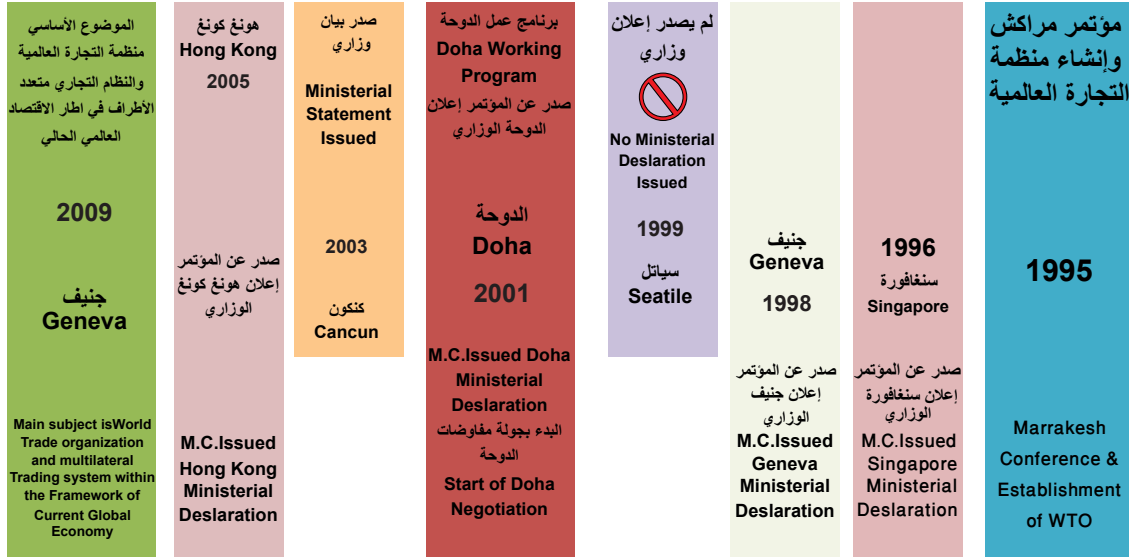 مؤتمر مراكش
وإنشاء منظمة
التجارة العالمية
1995
Marrakesh
Conference &
Establishment
of WTO
1996
سنغافورة
Singapore
صدر عن المؤتمر
إعلان سنغافورة
الوزاري
M.C.Issued
Singapore
Ministerial
Deslaration
جنيف
Geneva
1998
صدر عن المؤتمر
إعلان جنيف
الوزاري
M.C.Issued
Geneva
Ministerial
Deslaration
لم يصدر إعلان
وزاري
No Ministerial
Deslaration
Issued
1999
سياتل
Seatile
برنامج عمل الدوحة
Doha Working
Program
صدر عن المؤتمر إعلان
الدوحة الوزاري
الدوحة
Doha
2001
M.C.Issued Doha
Ministerial
Deslaration
البدء بجولة مفاوضات
الدوحة
Start of Doha
Negotiation
صدر بيان
وزاري
Ministerial
Statement
Issued
2003
كنكون
Cancun
هونغ كونغ
Hong Kong
2005
صدر عن المؤتمر
إعلان هونغ كونغ
الوزاري
M.C.Issued
Hong Kong
Ministerial
Deslaration
الموضوع الأساسي
منظمة التجارة العالمية
والنظام التجاري متعدد
الأطراف في اطار الاقتصاد
العالمي الحالي
2009
جنيف
Geneva
Main subject isWorld
Trade organization
and multilateral
Trading system within
the Framework of
Current Global
Economy